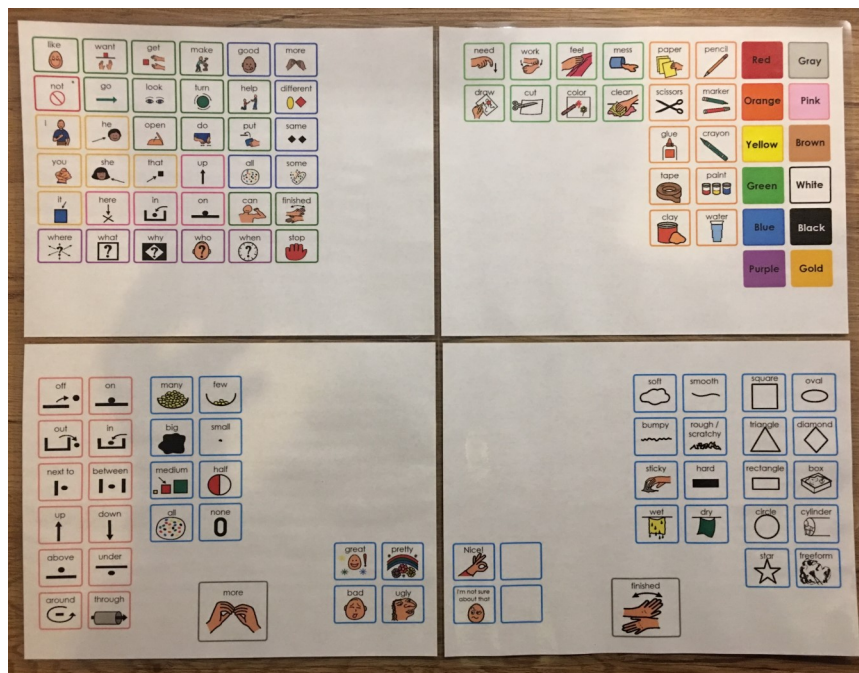 like want get make good more
not go look turn help different
I he open do put same
you she that up all some
it here in on can finished
where what why who when stop
need work feel mess paper pencil Red Gray
draw cut color clean scissors marker Orange Pink
glue crayon Yellow Brown
tape paint Green White
clay water Blue Black
Purple Gold
off on many few
out in big small
next to between medium half
up down all none
above under great pretty
around through more bad ugly
soft smooth square oval
bumpy rough / scratchy triangle diamond
sticky hard rectangle box
wet dry circle cylinder
Nice! star freeform
I'm not sure about that finished